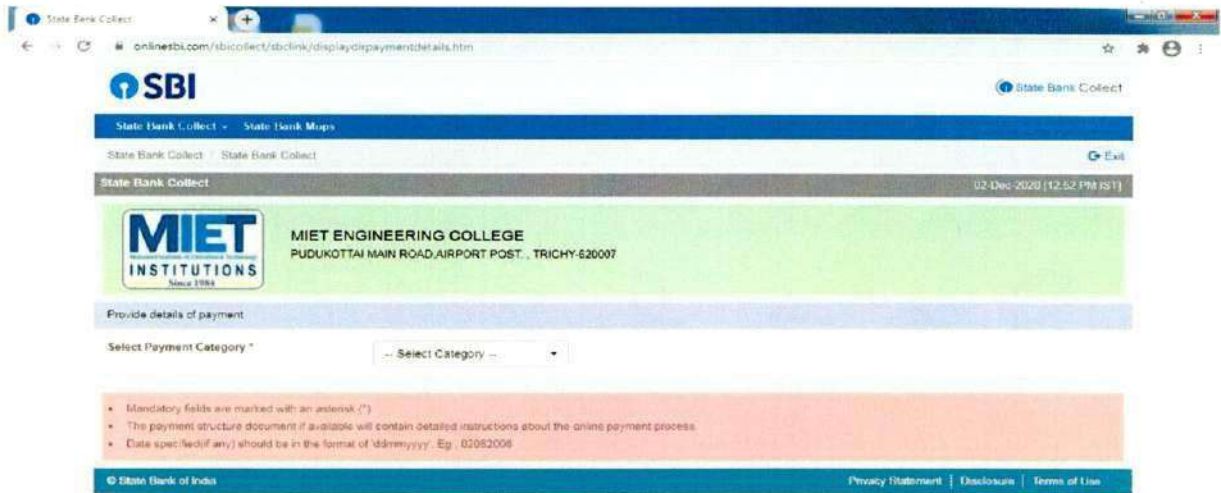 State Bank Collect
onlinesbi.com/sbicollect/sbclink/displaydirpaymentdetails.htm
SBI
State Bank Collect
State Bank Collect State Bank Mops
State Bank Collect / State Bank Collect
Exit
State Bank Collect
02-Dec-2020 (12:52 PM IST)
MIET
INSTITUTIONS
Since 1984
MIET ENGINEERING COLLEGE
PUDUKOTTAI MAIN ROAD,AIRPORT POST. , TRICHY-620007
Provide details of payment
Select Payment Category *
-- Select Category --
Mandatory fields are marked with an asterisk (*)
The payment structure document if available will contain detailed instructions about the online payment process.
Date specified(if any) should be in the format of 'ddmmyyyy'. Eg., 02082008
© State Bank of India
Privacy Statement | Disclosure | Terms of Use